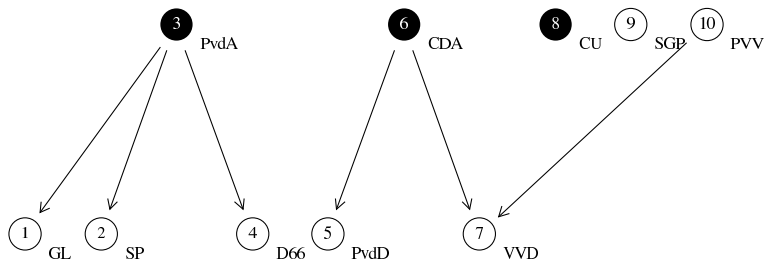 3 6 8 9 10
PvdA CDA CU SGP PVV
1 2 4 5 7
GL SP D66 PvdD VVD